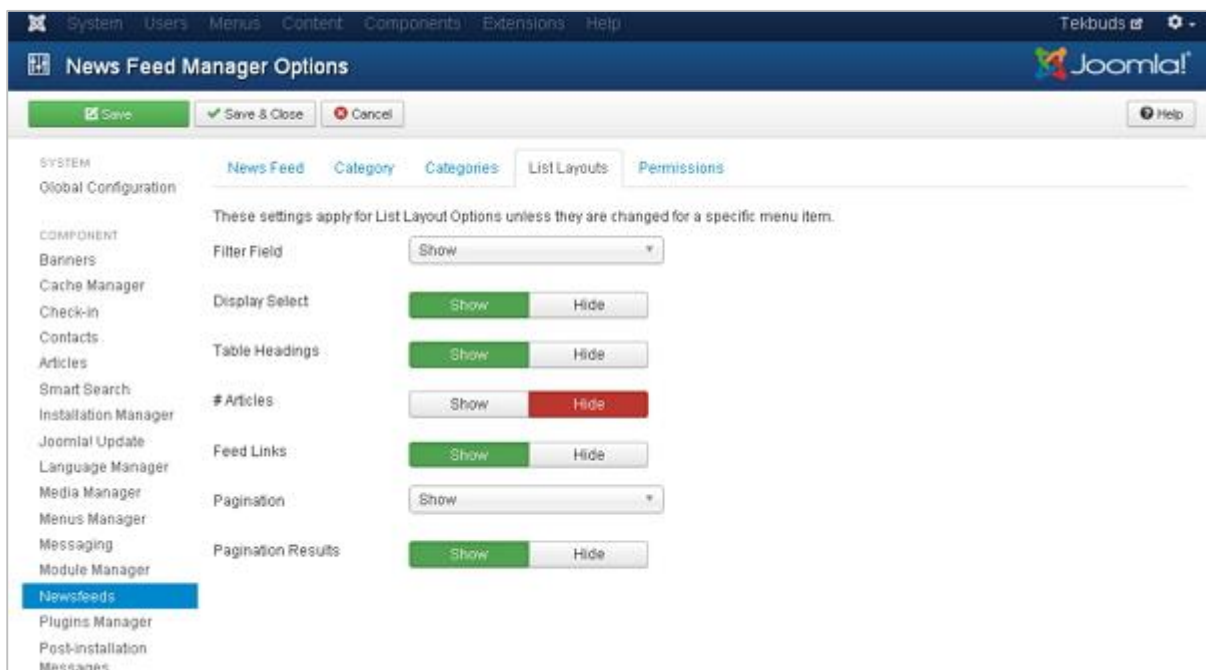 System Users Menus Content Components Extensions Help Tekbuds
News Feed Manager Options Joomla!
Save Save & Close Cancel Help
SYSTEM
Global Configuration
COMPONENT
Banners
Cache Manager
Check-in
Contacts
Articles
Smart Search
Installation Manager
Joomla! Update
Language Manager
Media Manager
Menus Manager
Messaging
Module Manager
Newsfeeds
Plugins Manager
Post-installation
Messages
News Feed Category Categories List Layouts Permissions
These settings apply for List Layout Options unless they are changed for a specific menu item.
Filter Field Show
Display Select Show Hide
Table Headings Show Hide
# Articles Show Hide
Feed Links Show Hide
Pagination Show
Pagination Results Show Hide